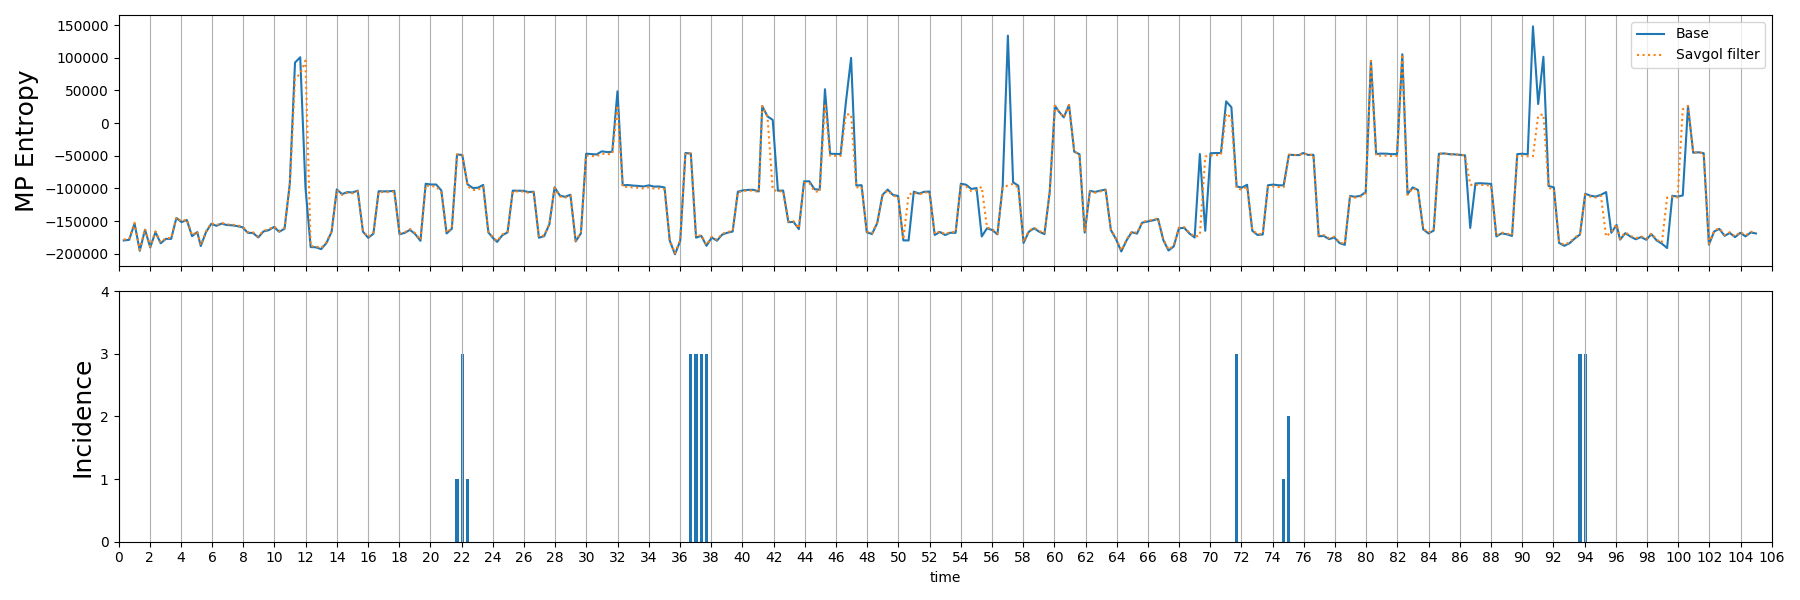 MP Entropy
150000
100000
50000
0
−50000
−100000
−150000
−200000
Base
Savgol filter
Incidence
4
3
2
1
0
0 2 4 6 8 10 12 14 16 18 20 22 24 26 28 30 32 34 36 38 40 42 44 46 48 50 52 54 56 58 60 62 64 66 68 70 72 74 76 78 80 82 84 86 88 90 92 94 96 98 100 102 104 106
time